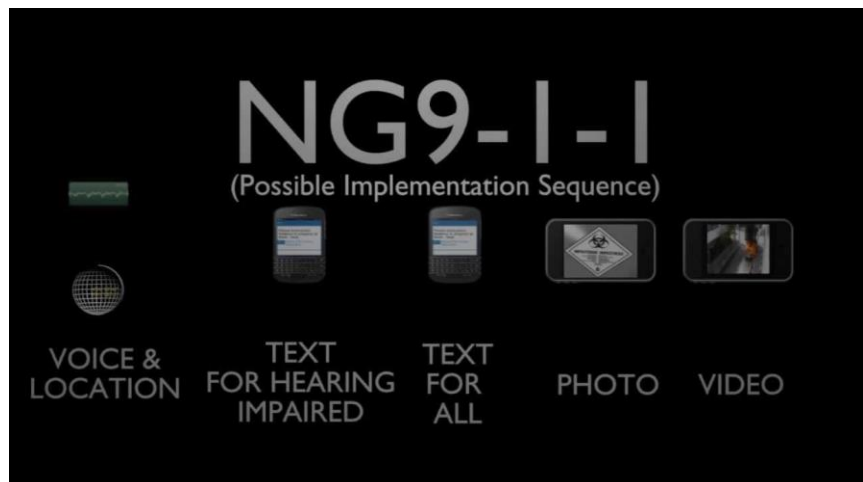 NG9-1-1
(Possible Implementation Sequence)
VOICE &
LOCATION
TEXT
FOR HEARING
IMPAIRED
TEXT
FOR
ALL
PHOTO
VIDEO